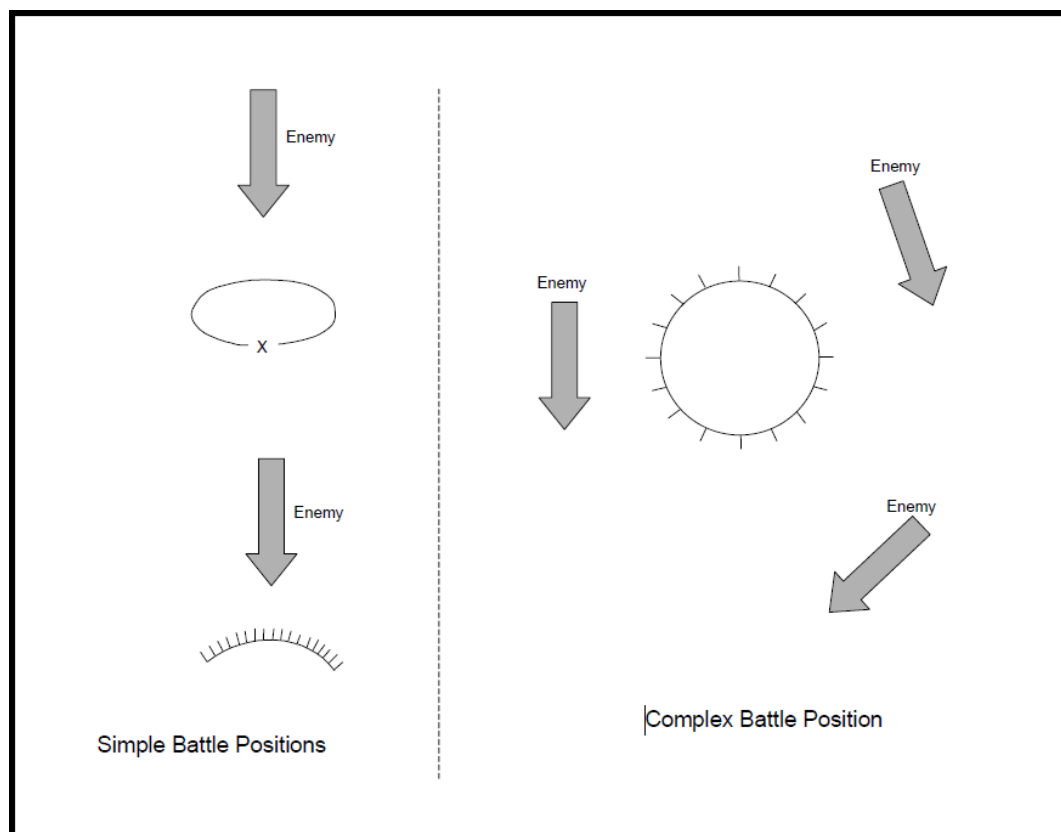 Enemy
X
Enemy
Simple Battle Positions
Enemy
Enemy
Enemy
Complex Battle Position